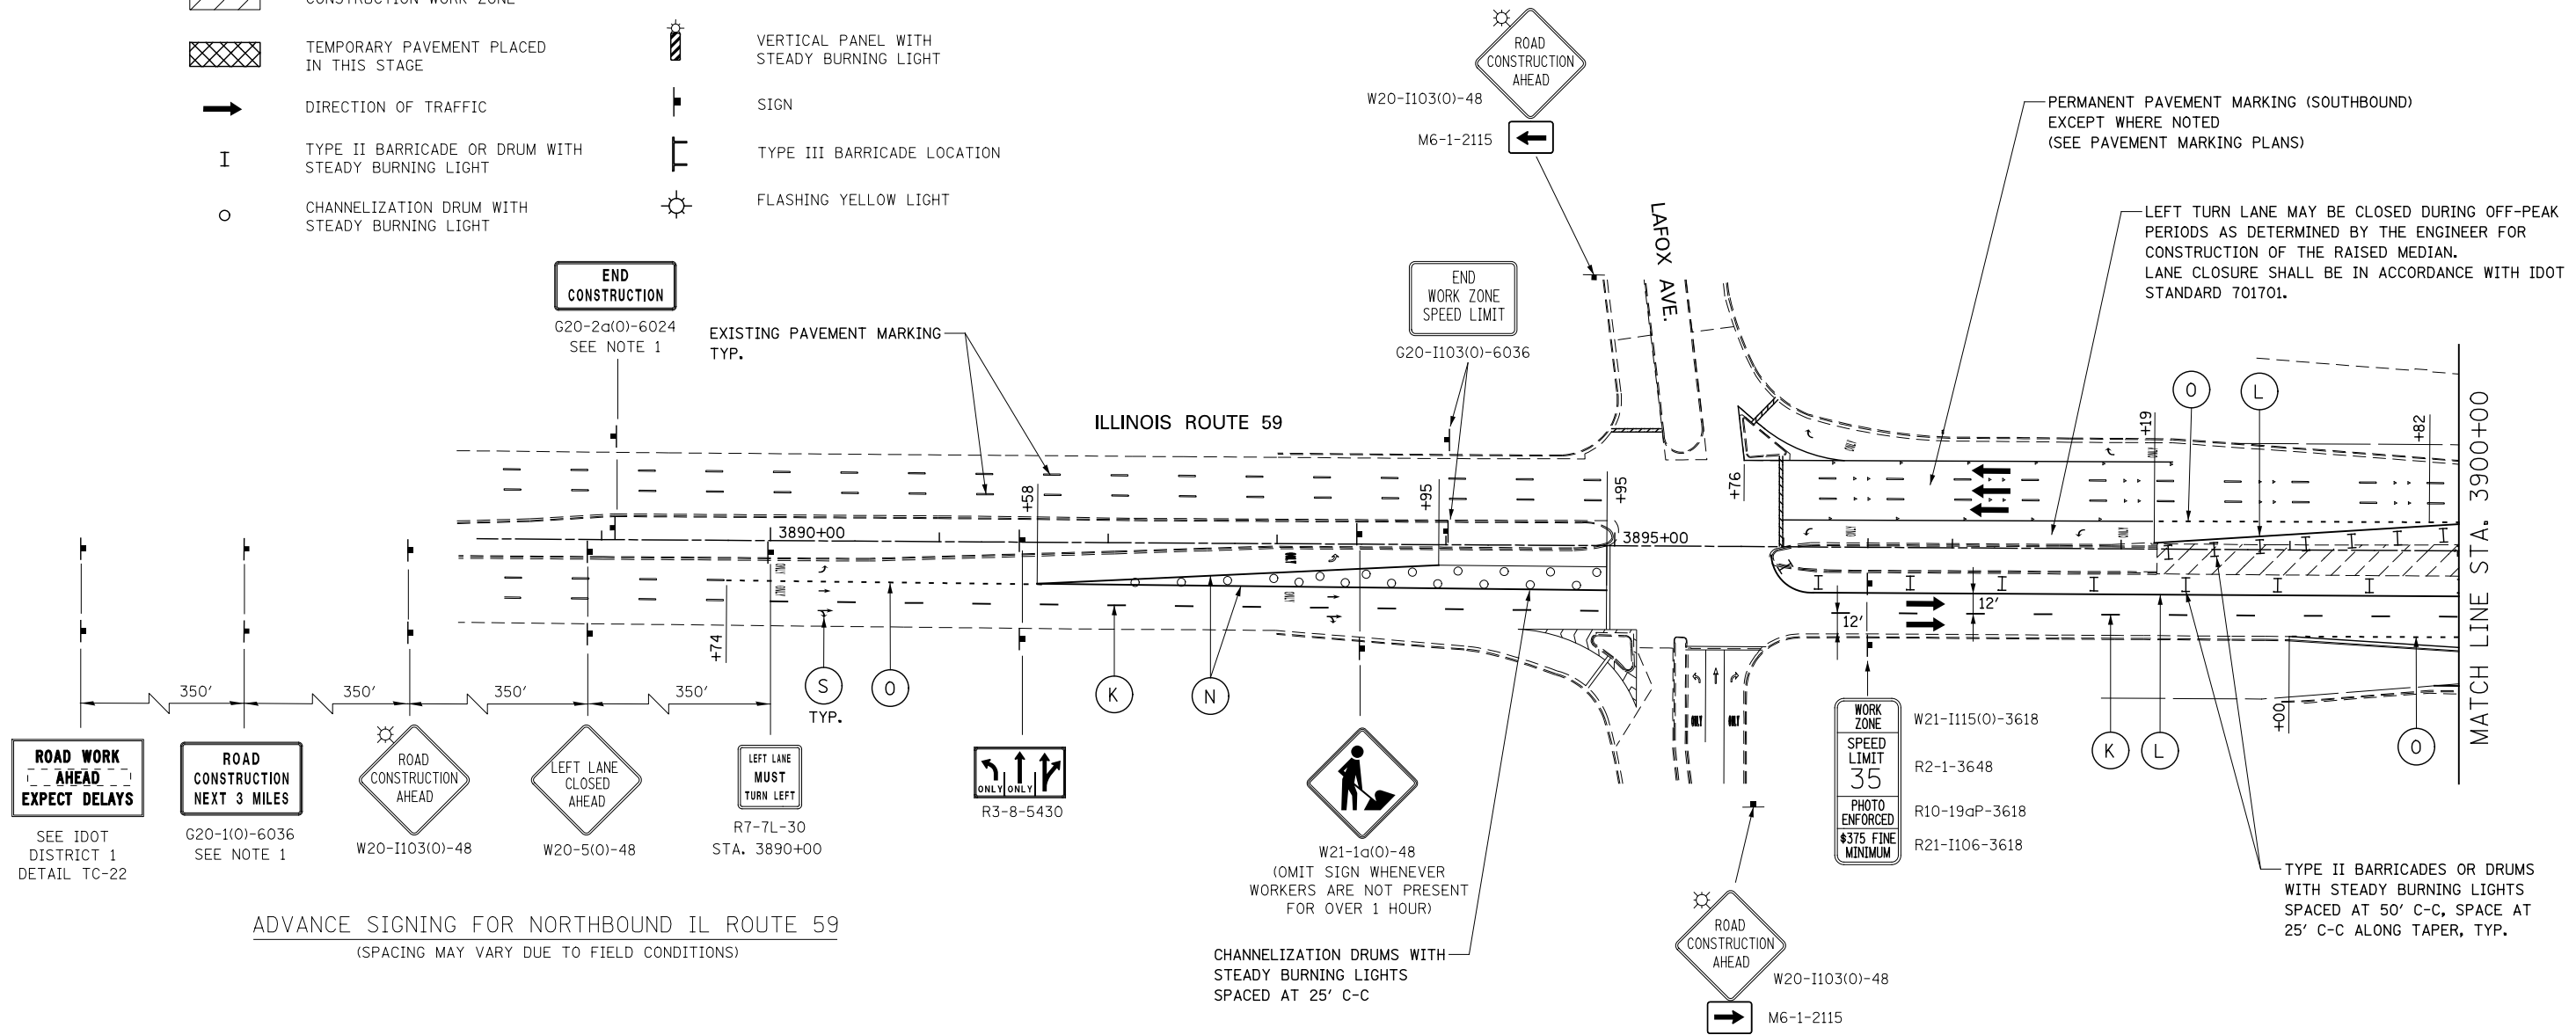 CONSTRUCTION WORK ZONE
TEMPORARY PAVEMENT PLACED
IN THIS STAGE
DIRECTION OF TRAFFIC
TYPE II BARRICADE OR DRUM WITH
STEADY BURNING LIGHT
CHANNELIZATION DRUM WITH
STEADY BURNING LIGHT
VERTICAL PANEL WITH
STEADY BURNING LIGHT
SIGN
TYPE III BARRICADE LOCATION
FLASHING YELLOW LIGHT
ROAD
CONSTRUCTION
AHEAD
W20-I103(O)-48
M6-1-2115
PERMANENT PAVEMENT MARKING (SOUTHBOUND)
EXCEPT WHERE NOTED
(SEE PAVEMENT MARKING PLANS)
LEFT TURN LANE MAY BE CLOSED DURING OFF-PEAK
PERIODS AS DETERMINED BY THE ENGINEER FOR
CONSTRUCTION OF THE RAISED MEDIAN.
LANE CLOSURE SHALL BE IN ACCORDANCE WITH IDOT
STANDARD 701701.
LAFOX AVE.
END
CONSTRUCTION
G20-2a(O)-6024
SEE NOTE 1
EXISTING PAVEMENT MARKING
TYP.
END
WORK ZONE
SPEED LIMIT
G20-I103(O)-6036
ILLINOIS ROUTE 59
O
L
+19
+82
+58
+95
+95
+76
MATCH LINE STA. 3900+00
ONLY
ONLY
ONLY
ONLY
3890+00
3895+00
ONLY
ONLY
ONLY
ONLY
12'
12'
+74
+00
350'
350'
350'
350'
S
TYP.
O
K
N
ONLY
ONLY
K
L
O
ROAD WORK
AHEAD
EXPECT DELAYS
SEE IDOT
DISTRICT 1
DETAIL TC-22
ROAD
CONSTRUCTION
NEXT 3 MILES
G20-1(O)-6036
SEE NOTE 1
ROAD
CONSTRUCTION
AHEAD
W20-I103(O)-48
LEFT LANE
CLOSED
AHEAD
W20-5(O)-48
LEFT LANE
MUST
TURN LEFT
R7-7L-30
STA. 3890+00
ONLY ONLY
R3-8-5430
W21-1a(O)-48
(OMIT SIGN WHENEVER
WORKERS ARE NOT PRESENT
FOR OVER 1 HOUR)
WORK
ZONE
W21-I115(O)-3618
SPEED
LIMIT
35
R2-1-3648
PHOTO
ENFORCED
R10-19aP-3618
$375 FINE
MINIMUM
R21-I106-3618
TYPE II BARRICADES OR DRUMS
WITH STEADY BURNING LIGHTS
SPACED AT 50' C-C, SPACE AT
25' C-C ALONG TAPER, TYP.
ADVANCE SIGNING FOR NORTHBOUND IL ROUTE 59
(SPACING MAY VARY DUE TO FIELD CONDITIONS)
CHANNELIZATION DRUMS WITH
STEADY BURNING LIGHTS
SPACED AT 25' C-C
ROAD
CONSTRUCTION
AHEAD
W20-I103(O)-48
M6-1-2115